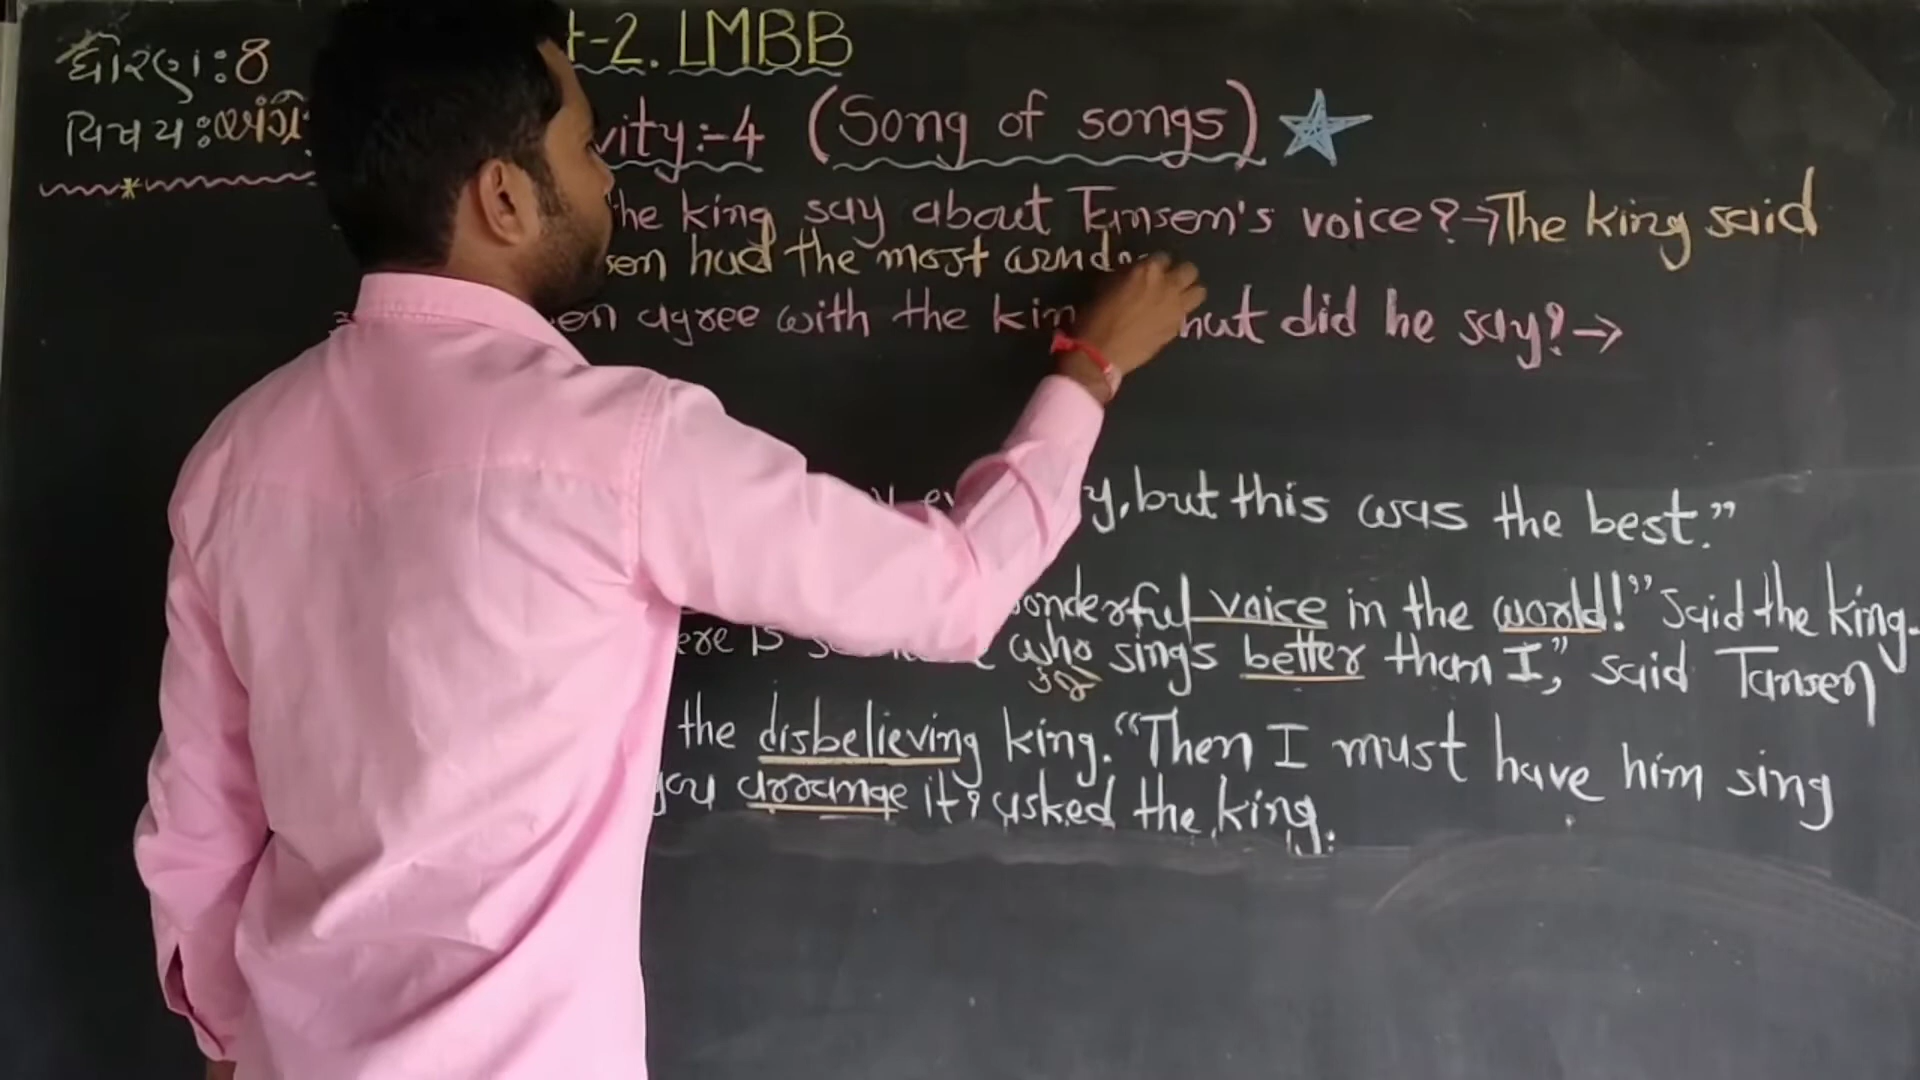 ધોરણ:8
t-2. LMBB
વિષય:અંગ્રે
vity:-4 (Song of songs)
the king say about Tansen's voice?→The king said
sen had the most wonde
en agree with the kin hat did he say?→
y, but this was the best."
wonderful voice in the world!" Said the king.
ere is who sings better than I," said Tansen
the disbelieving king. "Then I must have him sing
you arrange it? asked the king.